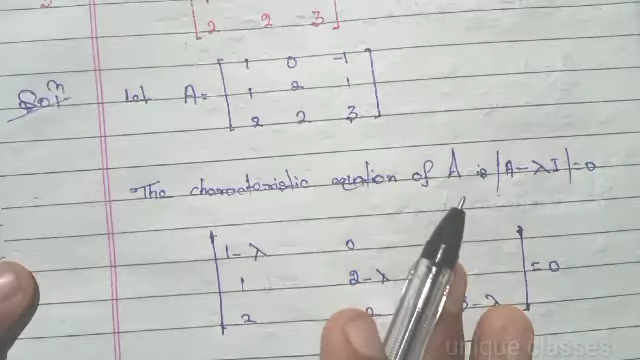 2 2 3
Sol^n Let A = [ 1 0 -1
1 2 1
2 2 3 ]
The characteristic equation of A is |A-λI|=0
| 1-λ 0
1 2-λ
2 | = 0
unique classes